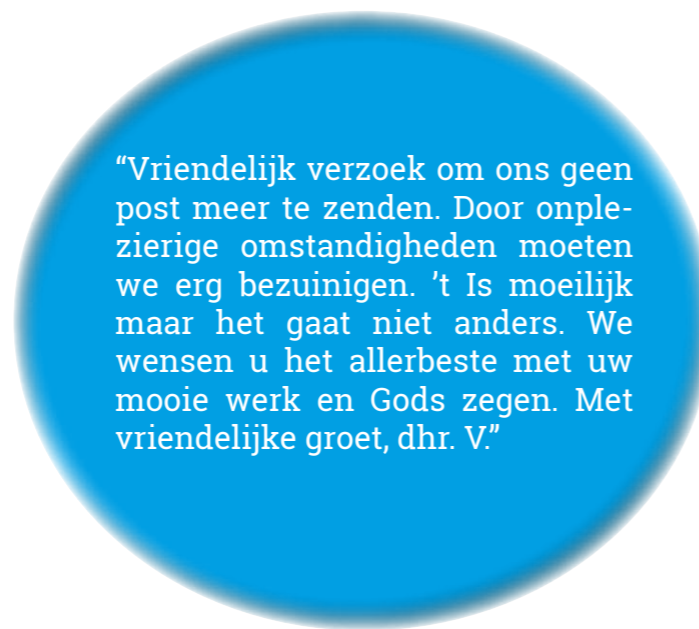 “Vriendelijk verzoek om ons geen
post meer te zenden. Door onple-
zierige omstandigheden moeten
we erg bezuinigen. ’t Is moeilijk
maar het gaat niet anders. We
wensen u het allerbeste met uw
mooie werk en Gods zegen. Met
vriendelijke groet, dhr. V.”